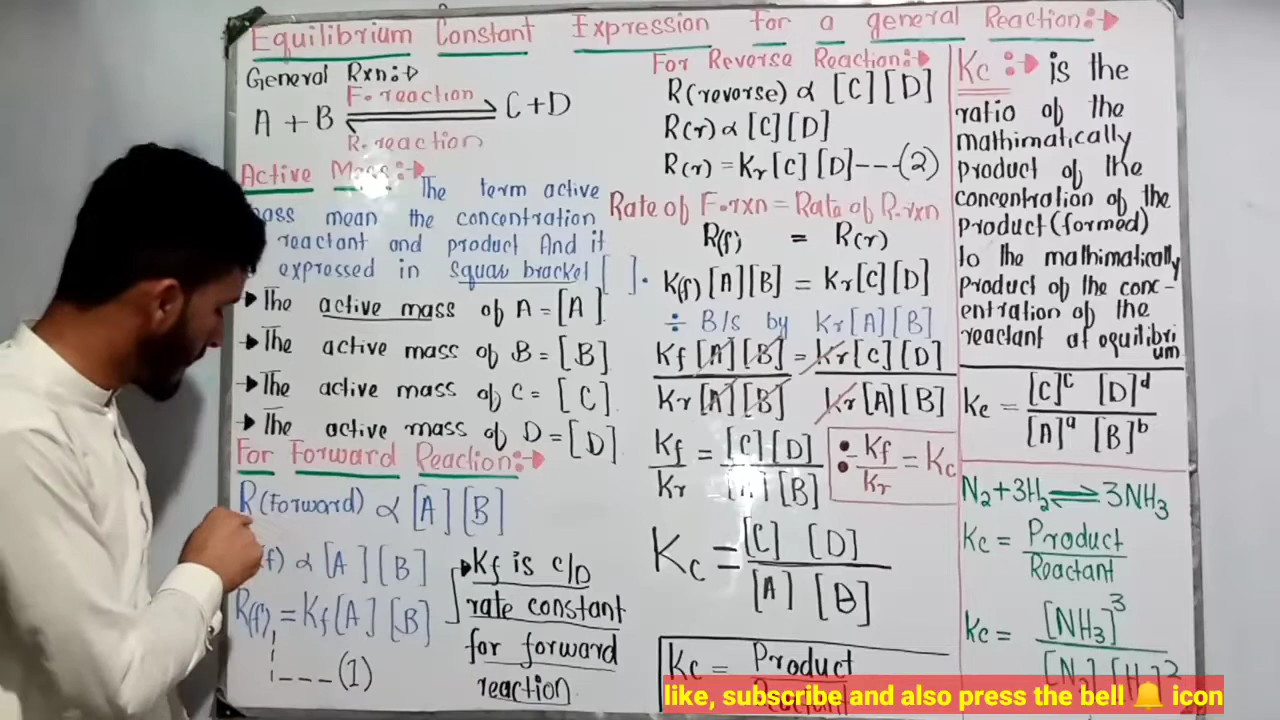 Equilibrium Constant Expression for a general Reaction:→
General Rxn:→
F.reaction
A + B ⇌ C+D
R.reaction
Active Mass:→
The term active
mass mean the concentration
reactant and product And it
expressed in Squar bracket [ ].
→ The active mass of A = [A]
→ The active mass of B = [B]
→ The active mass of C = [C]
→ The active mass of D = [D]
For Forward Reaction:→
R(Forward) ∝ [A] [B]
f) ∝ [A] [B]
R(f) = Kf[A] [B]
---(1)
→Kf is c/D
rate constant
for forward
reaction.
For Reverse Reaction:→
R(reverse) ∝ [C] [D]
R(r) ∝ [C] [D]
R(r) = Kr[C] [D]---(2)
Rate of F.rxn = Rate of R.rxn
R(f) = R(r)
K(f)[A][B] = Kr[C][D]
÷ B/s by Kr[A][B]
Kf[A][B] = Kr[C][D]
Kr[A][B] Kr[A][B]
Kf = [C][D]
Kr [A][B]
∴ Kf = Kc
Kr
Kc = [C] [D]
[A] [B]
Kc = Product
Reactant
Kc :→ is the
ratio of the
mathimatically
product of the
concentration of the
product(formed)
to the mathimatically
product of the conc-
entration of the
reactant at equilibri
um
kc = [C]ᶜ [D]ᵈ
[A]ᵃ [B]ᵇ
N₂+3H₂⇌3NH₃
Kc = Product
Reactant
kc = [NH₃]³
[N₂] [H₂]
like, subscribe and also press the bell 🔔 icon